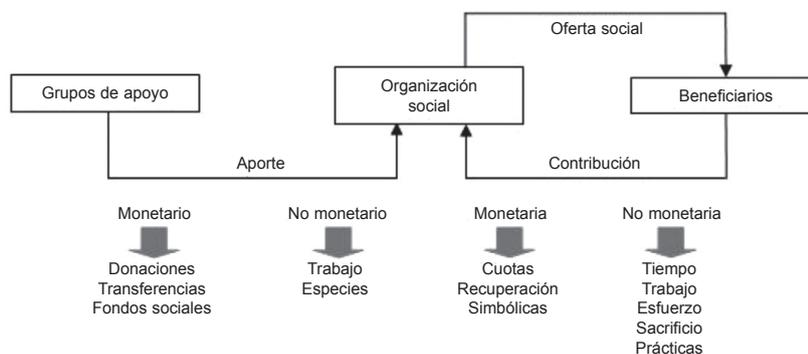 Oferta social
Grupos de apoyo
Organización
social
Beneficiarios
Aporte
Contribución
Monetario
No monetario
Monetaria
No monetaria
Donaciones
Transferencias
Fondos sociales
Trabajo
Especies
Cuotas
Recuperación
Simbólicas
Tiempo
Trabajo
Esfuerzo
Sacrificio
Prácticas